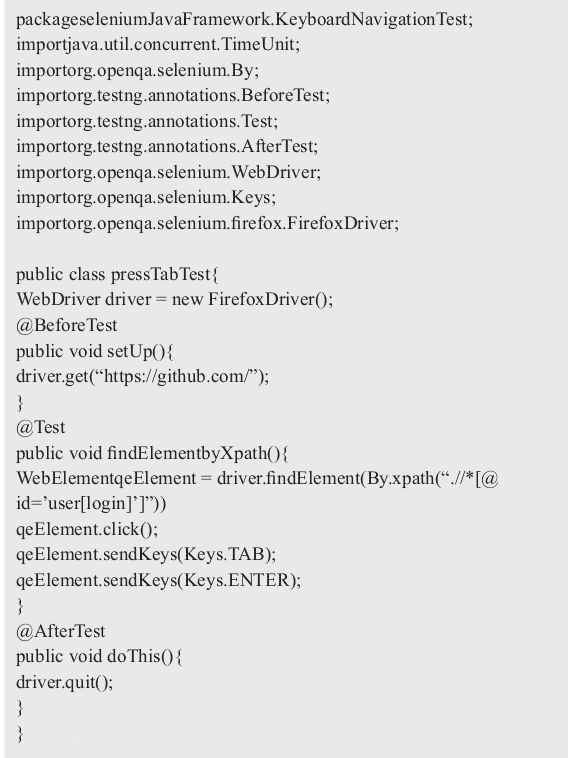 packageseleniumJavaFramework.KeyboardNavigationTest;
importjava.util.concurrent.TimeUnit;
importorg.openqa.selenium.By;
importorg.testng.annotations.BeforeTest;
importorg.testng.annotations.Test;
importorg.testng.annotations.AfterTest;
importorg.openqa.selenium.WebDriver;
importorg.openqa.selenium.Keys;
importorg.openqa.selenium.firefox.FirefoxDriver;
public class pressTabTest{
WebDriver driver = new FirefoxDriver();
@BeforeTest
public void setUp(){
driver.get(“https://github.com/”);
}
@Test
public void findElementbyXpath(){
WebElementqeElement = driver.findElement(By.xpath(“.//*[@
id=’user[login]’]”))
qeElement.click();
qeElement.sendKeys(Keys.TAB);
qeElement.sendKeys(Keys.ENTER);
}
@AfterTest
public void doThis(){
driver.quit();
}
}